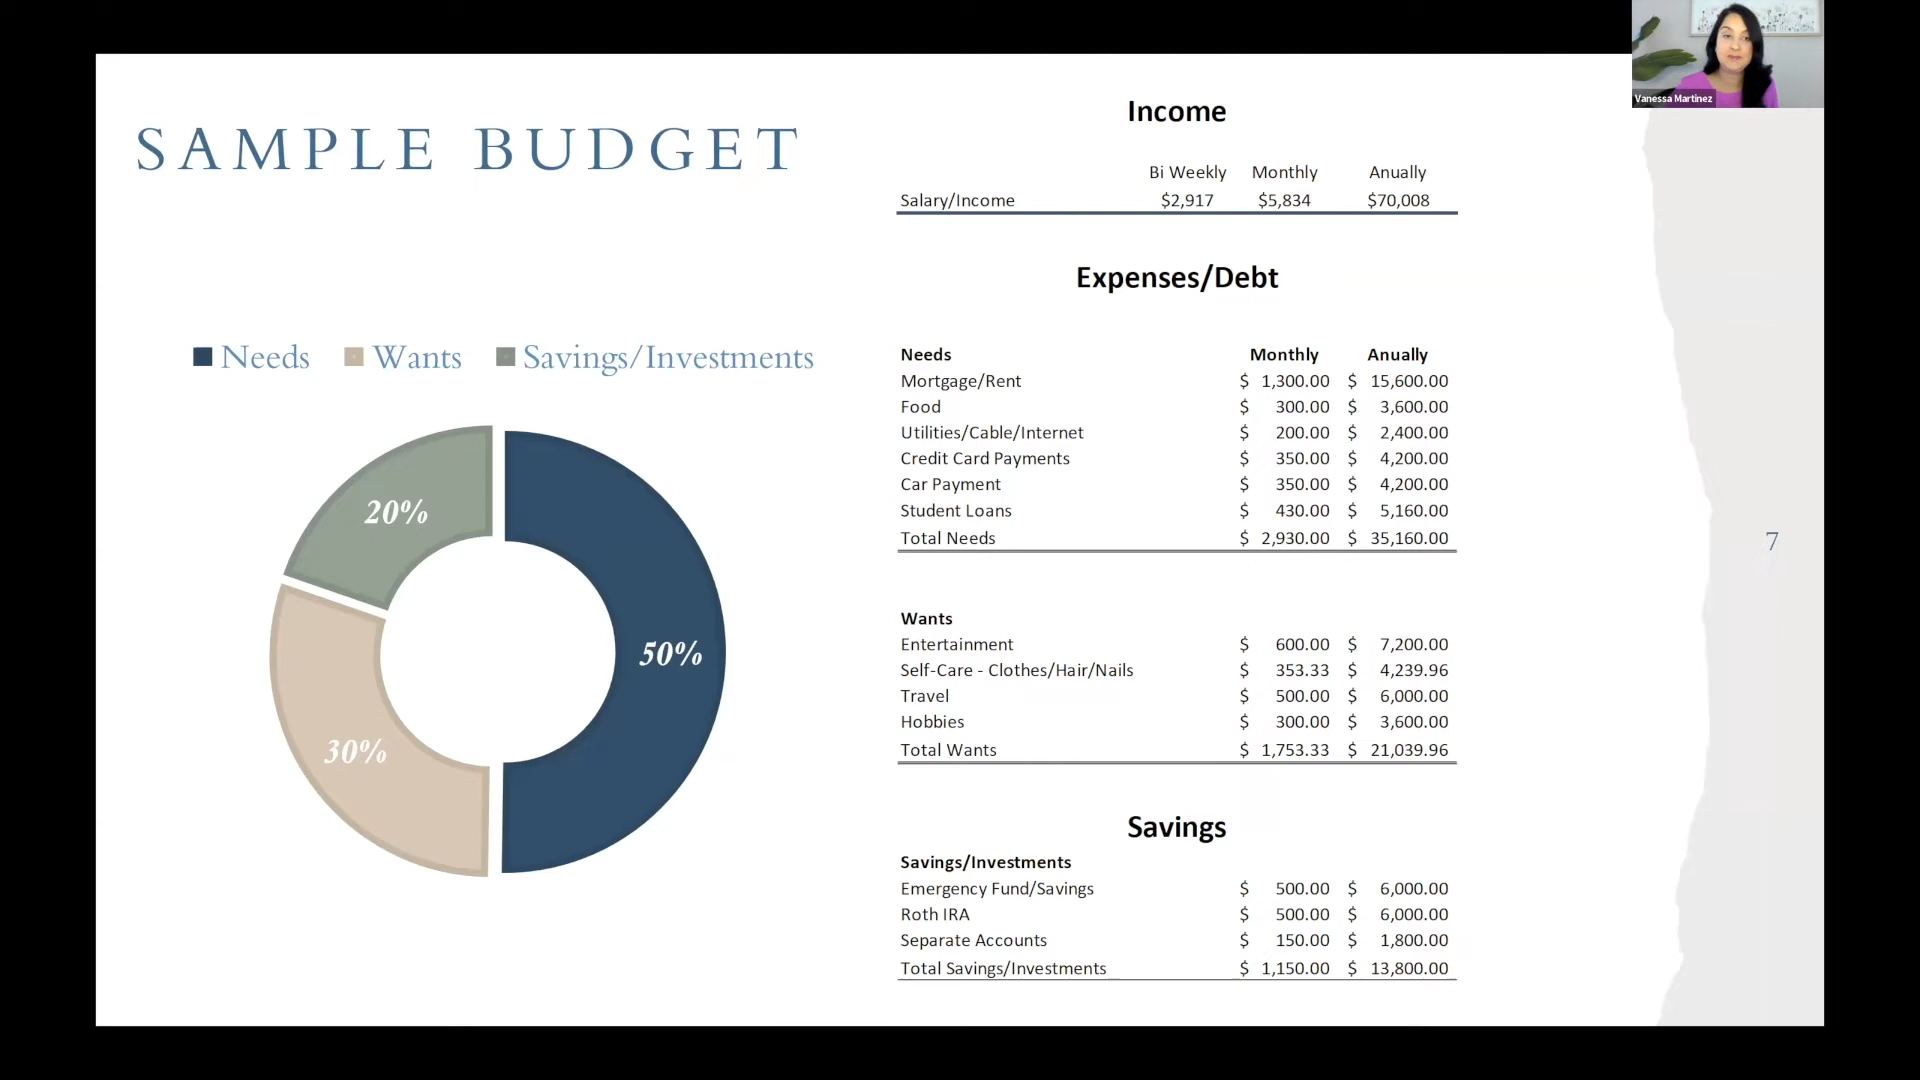 Vanessa Martinez
SAMPLE BUDGET
Needs Wants Savings/Investments
20%
50%
30%
Income
Bi Weekly Monthly Anually
Salary/Income $2,917 $5,834 $70,008
Expenses/Debt
Needs Monthly Anually
Mortgage/Rent $ 1,300.00 $ 15,600.00
Food $ 300.00 $ 3,600.00
Utilities/Cable/Internet $ 200.00 $ 2,400.00
Credit Card Payments $ 350.00 $ 4,200.00
Car Payment $ 350.00 $ 4,200.00
Student Loans $ 430.00 $ 5,160.00
Total Needs $ 2,930.00 $ 35,160.00
Wants
Entertainment $ 600.00 $ 7,200.00
Self-Care - Clothes/Hair/Nails $ 353.33 $ 4,239.96
Travel $ 500.00 $ 6,000.00
Hobbies $ 300.00 $ 3,600.00
Total Wants $ 1,753.33 $ 21,039.96
Savings
Savings/Investments
Emergency Fund/Savings $ 500.00 $ 6,000.00
Roth IRA $ 500.00 $ 6,000.00
Separate Accounts $ 150.00 $ 1,800.00
Total Savings/Investments $ 1,150.00 $ 13,800.00
7